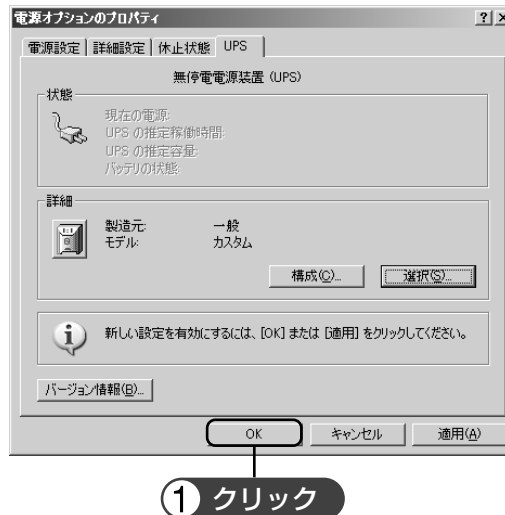 電源オプションのプロパティ ? ×
電源設定 詳細設定 休止状態 UPS
無停電電源装置 (UPS)
状態
現在の電源:
UPS の推定稼働時間:
UPS の推定容量:
バッテリの状態:
詳細
製造元: 一般
モデル: カスタム
構成(C)... 選択(S)...
新しい設定を有効にするには、[OK] または [適用] をクリックしてください。
バージョン情報(B)...
OK キャンセル 適用(A)
1 クリック